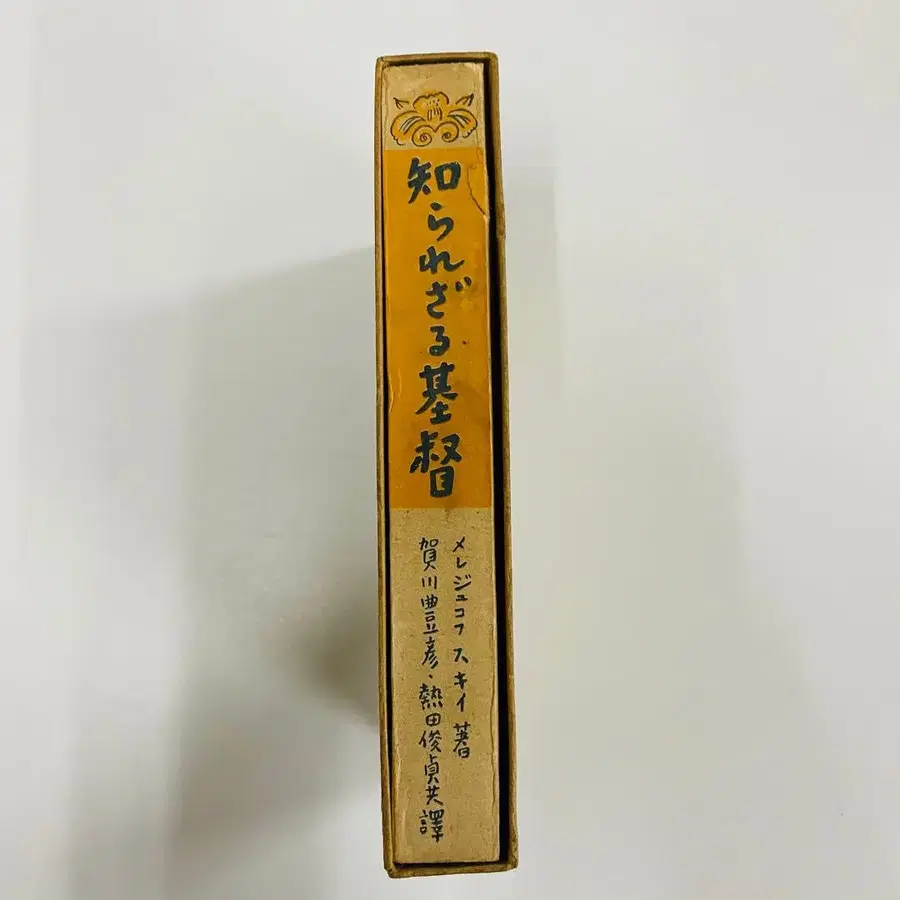 知られざる基督
メレジュコフスキイ著
賀川豊彦・熱田俊貞共譯